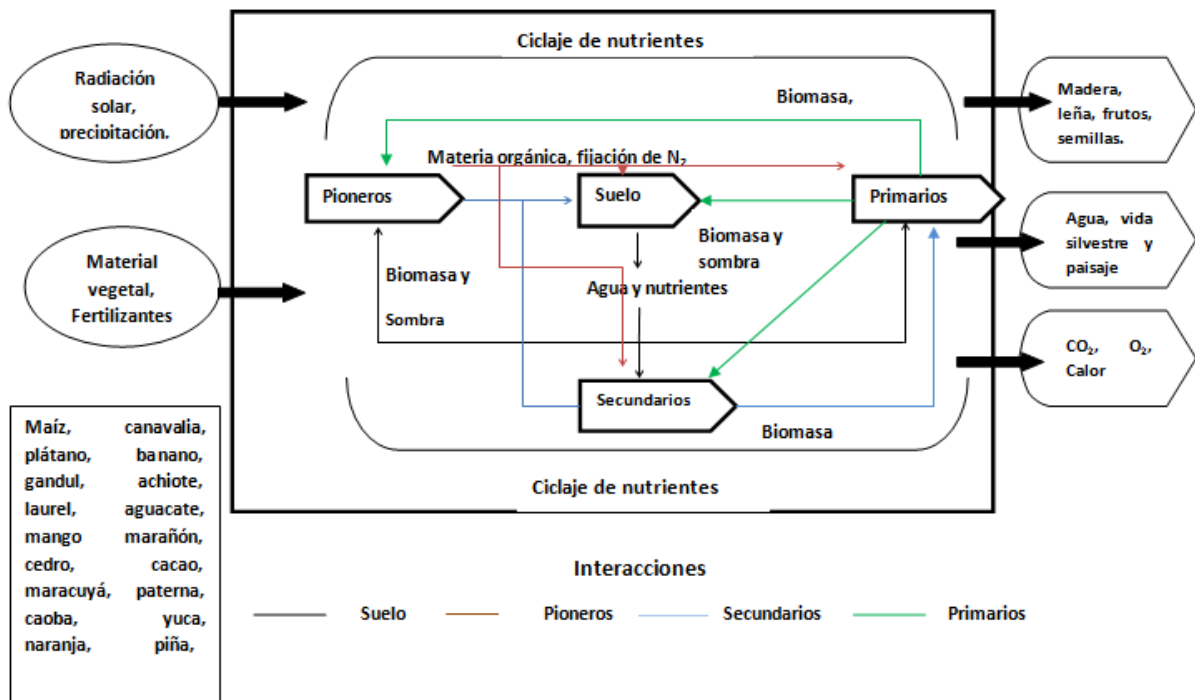 Ciclaje de nutrientes
Radiación
solar,
precipitación.
Biomasa,
Madera,
leña, frutos,
semillas.
Materia orgánica, fijación de N₂
Pioneros
Suelo
Primarios
Material
vegetal,
Fertilizantes
Biomasa y
Sombra
Biomasa y
sombra
Agua y nutrientes
Agua, vida
silvestre y
paisaje
CO₂, O₂,
Calor
Secundarios
Biomasa
Ciclaje de nutrientes
Maíz, canavalia,
plátano, banano,
gandul, achiote,
laurel, aguacate,
mango marañón,
cedro, cacao,
maracuyá, paterna,
caoba, yuca,
naranja, piña,
Interacciones
Suelo Pioneros Secundarios Primarios